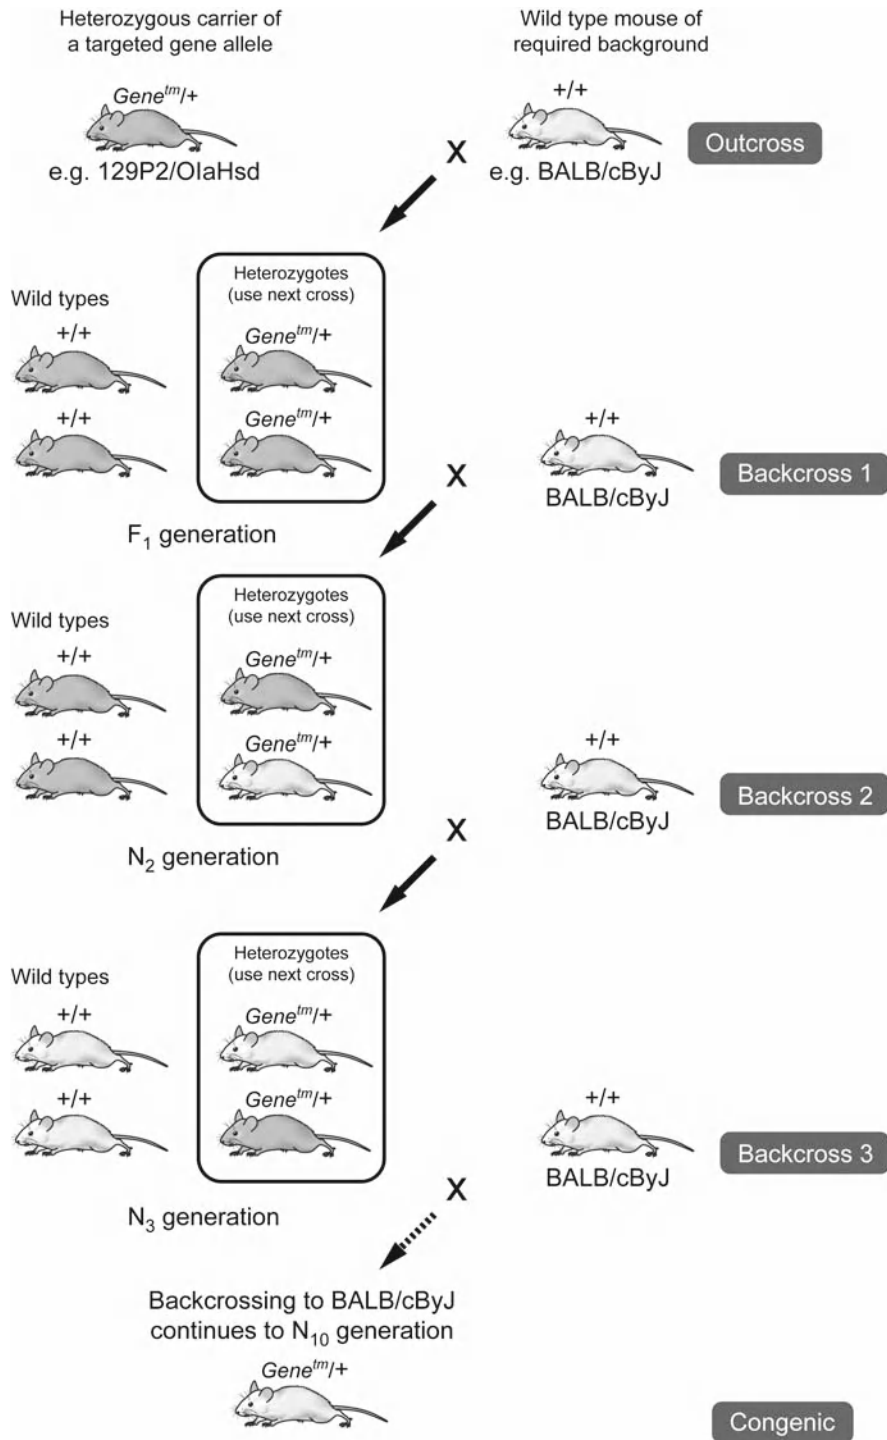 Heterozygous carrier of
a targeted gene allele
Wild type mouse of
required background
Gene^tm/+
+/+
X
Outcross
e.g. 129P2/OlaHsd
e.g. BALB/cByJ
Wild types
Heterozygotes
(use next cross)
+/+
Gene^tm/+
+/+
Gene^tm/+
+/+
X
BALB/cByJ
Backcross 1
F₁ generation
Wild types
Heterozygotes
(use next cross)
+/+
Gene^tm/+
+/+
Gene^tm/+
+/+
BALB/cByJ
Backcross 2
X
N₂ generation
Wild types
Heterozygotes
(use next cross)
+/+
Gene^tm/+
+/+
Gene^tm/+
+/+
BALB/cByJ
Backcross 3
X
N₃ generation
Backcrossing to BALB/cByJ
continues to N₁₀ generation
Gene^tm/+
Congenic